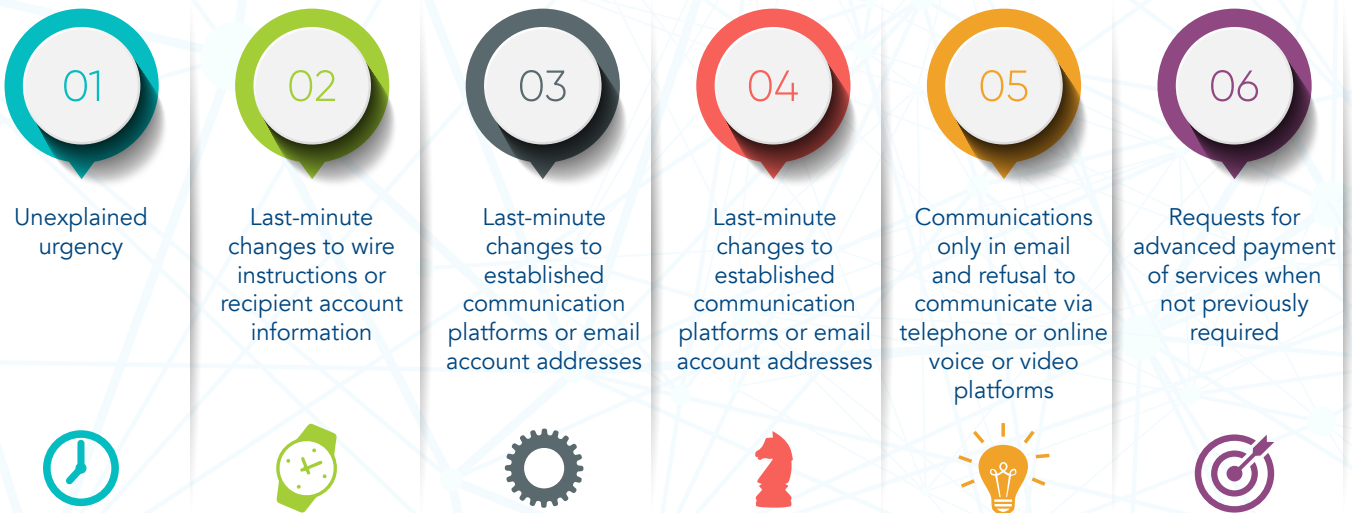 01
Unexplained
urgency
02
Last-minute
changes to wire
instructions or
recipient account
information
03
Last-minute
changes to
established
communication
platforms or email
account addresses
04
Last-minute
changes to
established
communication
platforms or email
account addresses
05
Communications
only in email
and refusal to
communicate via
telephone or online
voice or video
platforms
06
Requests for
advanced payment
of services when
not previously
required